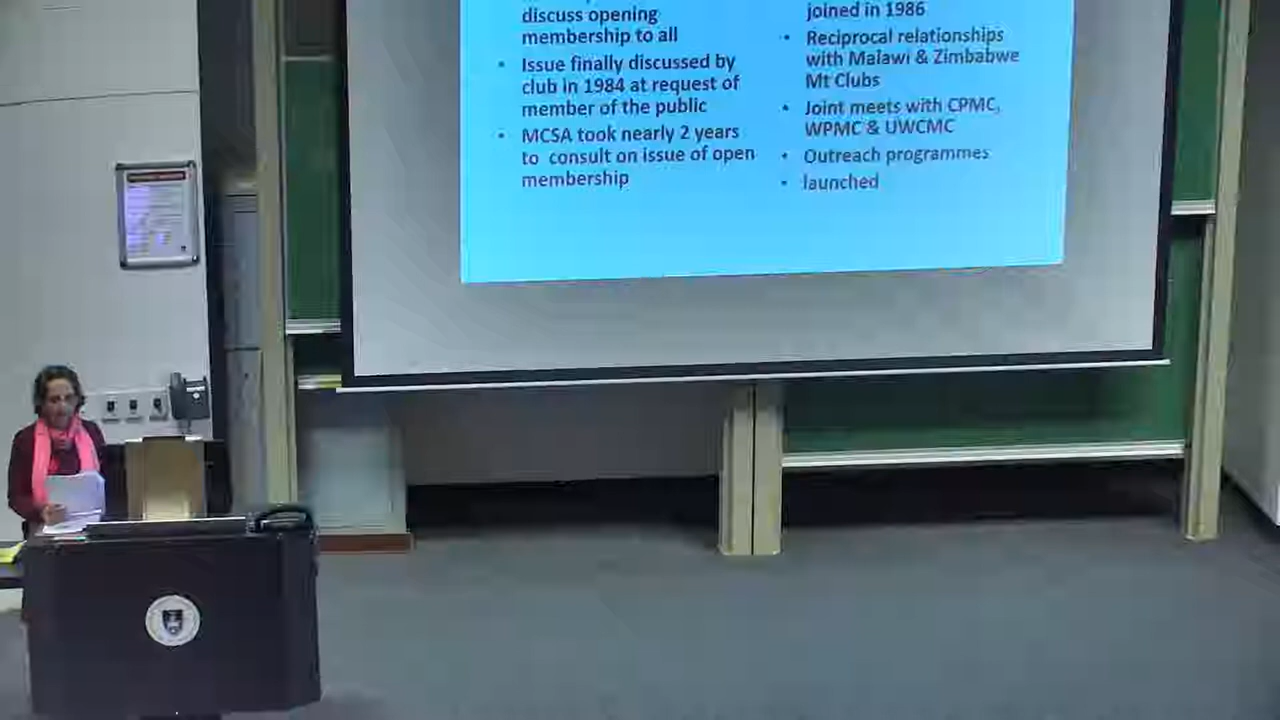 discuss opening
membership to all
• Issue finally discussed by
club in 1984 at request of
member of the public
• MCSA took nearly 2 years
to consult on issue of open
membership
joined in 1986
• Reciprocal relationships
with Malawi & Zimbabwe
Mt Clubs
• Joint meets with CPMC,
WPMC & UWCMC
• Outreach programmes
• launched